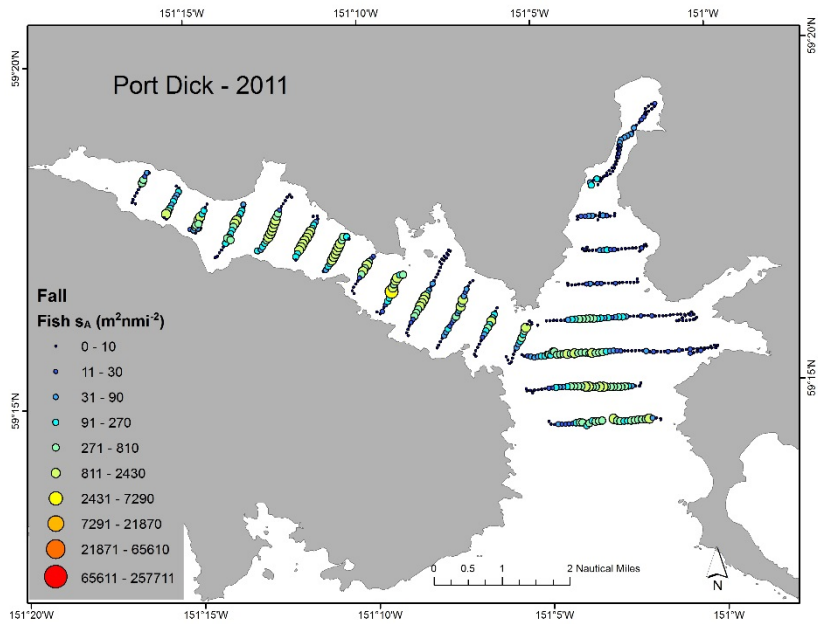 151°15'W 151°10'W 151°5'W 151°W
59°20'N
59°20'N
Port Dick - 2011
Fall
Fish sA (m²nmi-²)
0 - 10
11 - 30
31 - 90
91 - 270
271 - 810
811 - 2430
2431 - 7290
7291 - 21870
21871 - 65610
65611 - 257711
59°15'N
59°15'N
0 0.5 1 2 Nautical Miles
N
151°20'W 151°15'W 151°10'W 151°5'W 151°W